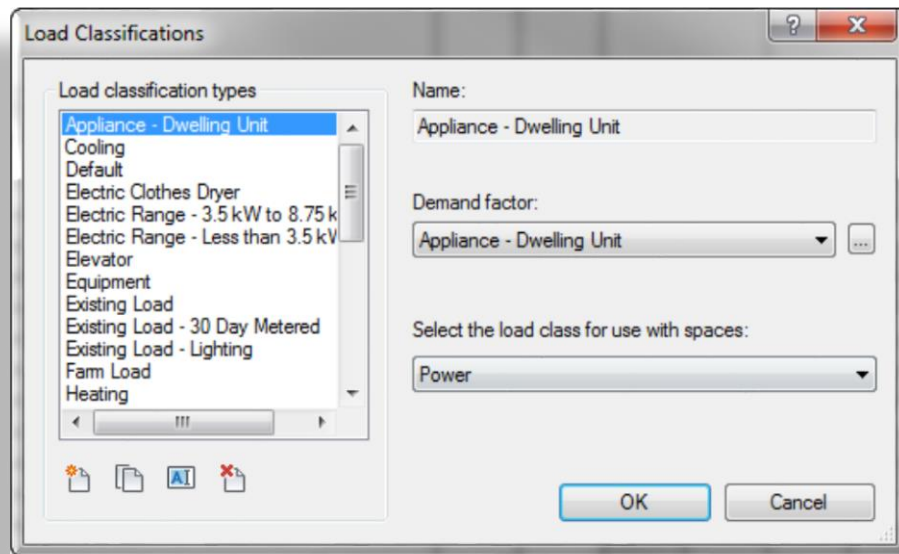 Load Classifications
Load classification types
Appliance - Dwelling Unit
Cooling
Default
Electric Clothes Dryer
Electric Range - 3.5 kW to 8.75 k
Electric Range - Less than 3.5 kW
Elevator
Equipment
Existing Load
Existing Load - 30 Day Metered
Existing Load - Lighting
Farm Load
Heating
Name:
Appliance - Dwelling Unit
Demand factor:
Appliance - Dwelling Unit
...
Select the load class for use with spaces:
Power
OK
Cancel